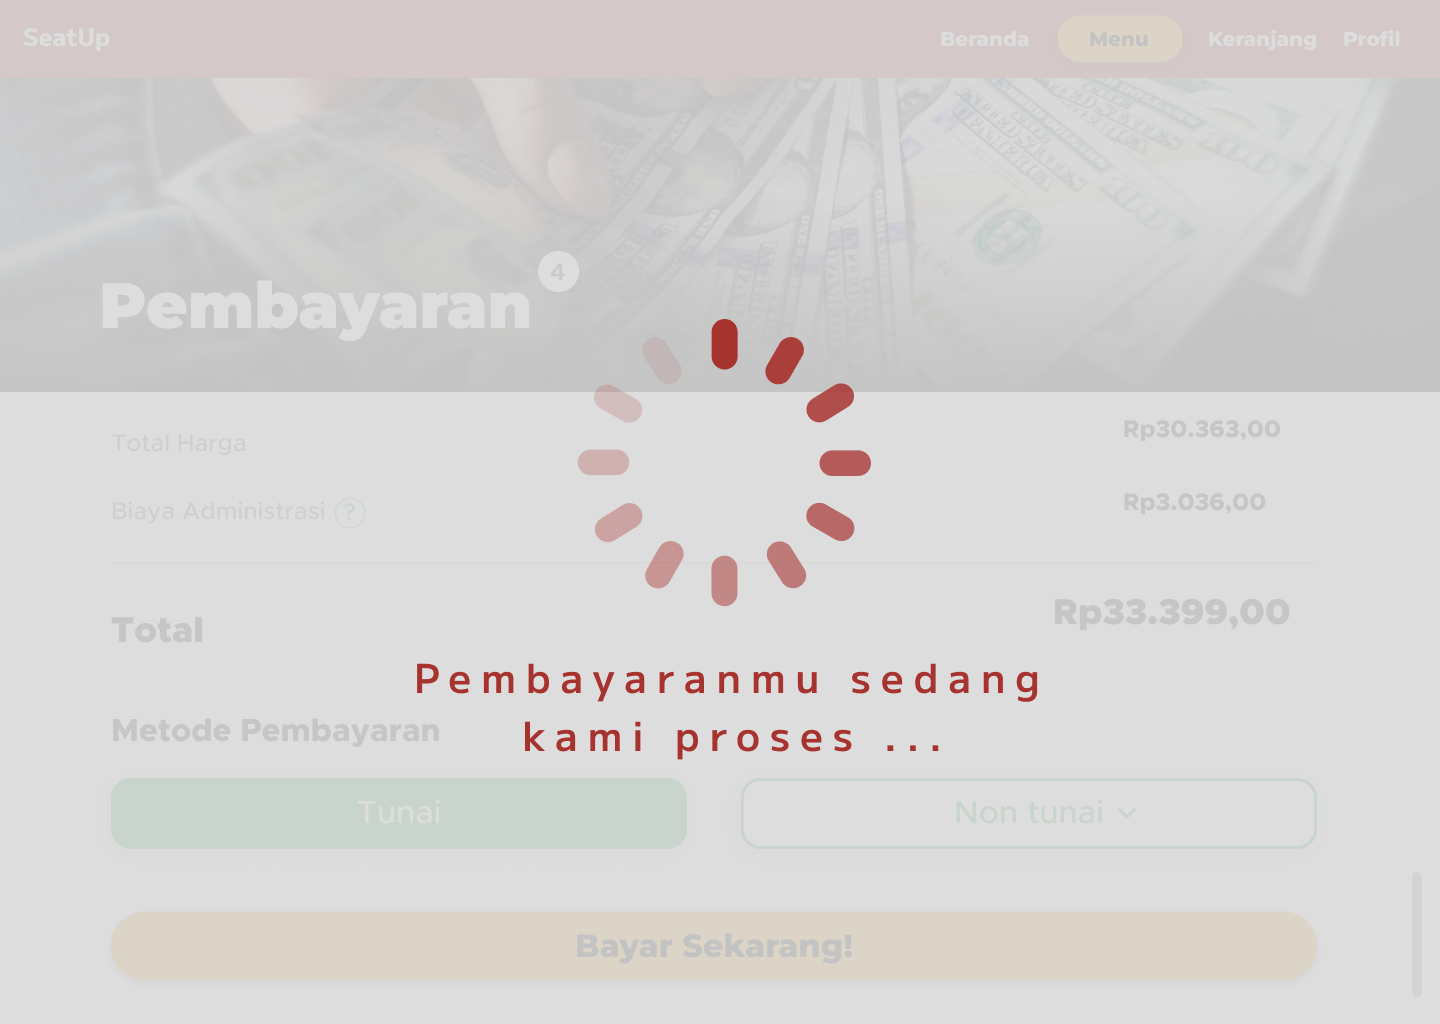 SeatUp
Beranda Menu Keranjang Profil
Pembayaran 4
Total Harga Rp30.363,00
Biaya Administrasi ? Rp3.036,00
Total Rp33.399,00
Pembayaranmu sedang
kami proses ...
Metode Pembayaran
Tunai Non tunai
Bayar Sekarang!